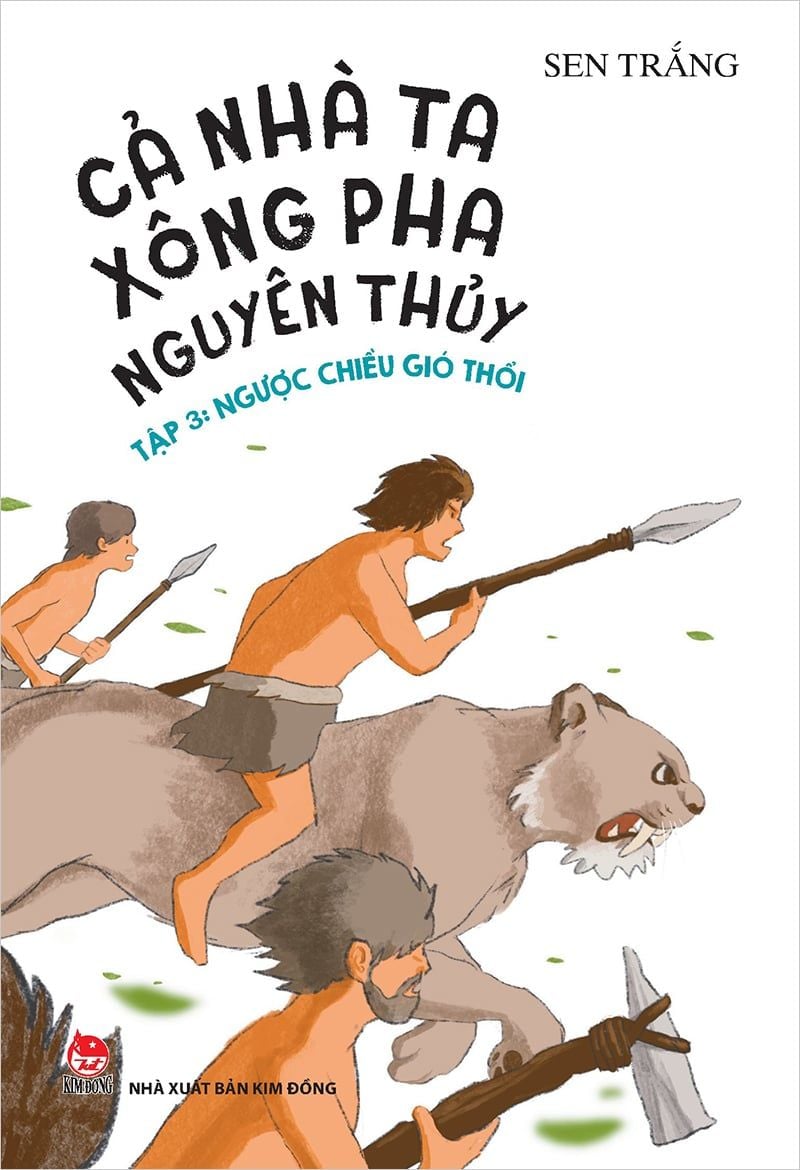 SEN TRẮNG
CẢ NHÀ TA
XÔNG PHA
NGUYÊN THỦY
TẬP 3: NGƯỢC CHIỀU GIÓ THỔI
KIM ĐỒNG
NHÀ XUẤT BẢN KIM ĐỒNG